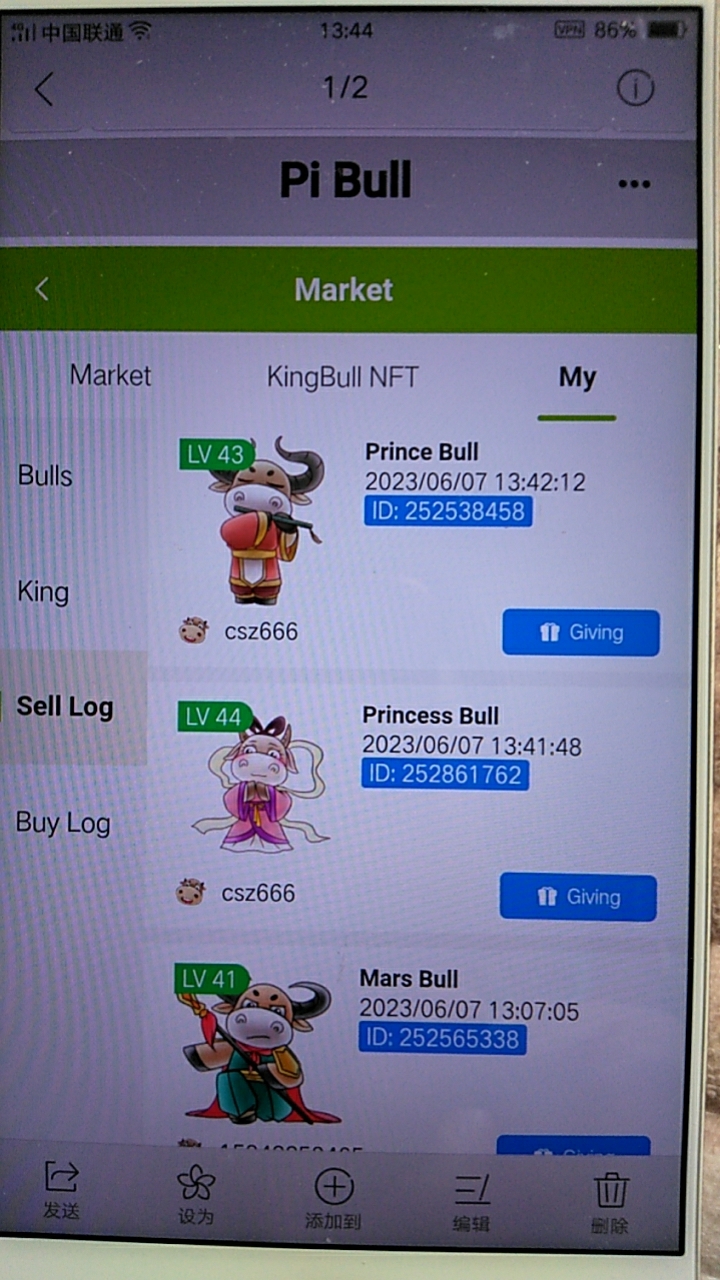 中国联通 13:44 VPN 86%
1/2
Pi Bull
Market
Market KingBull NFT My
Bulls
King
Sell Log
Buy Log
LV 43
Prince Bull
2023/06/07 13:42:12
ID: 252538458
csz666
Giving
LV 44
Princess Bull
2023/06/07 13:41:48
ID: 252861762
csz666
Giving
LV 41
Mars Bull
2023/06/07 13:07:05
ID: 252565338
Giving
发送 设为 添加到 编辑 删除